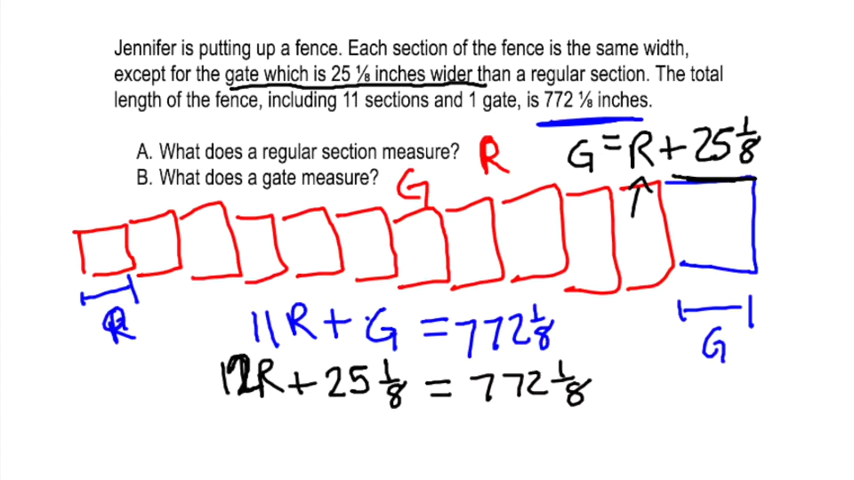 Jennifer is putting up a fence. Each section of the fence is the same width,
except for the gate which is 25 ⅛ inches wider than a regular section. The total
length of the fence, including 11 sections and 1 gate, is 772 ⅛ inches.
A. What does a regular section measure? R
B. What does a gate measure? G
G = R + 25 ⅛
R
G
11R + G = 772 ⅛
12R + 25 ⅛ = 772 ⅛